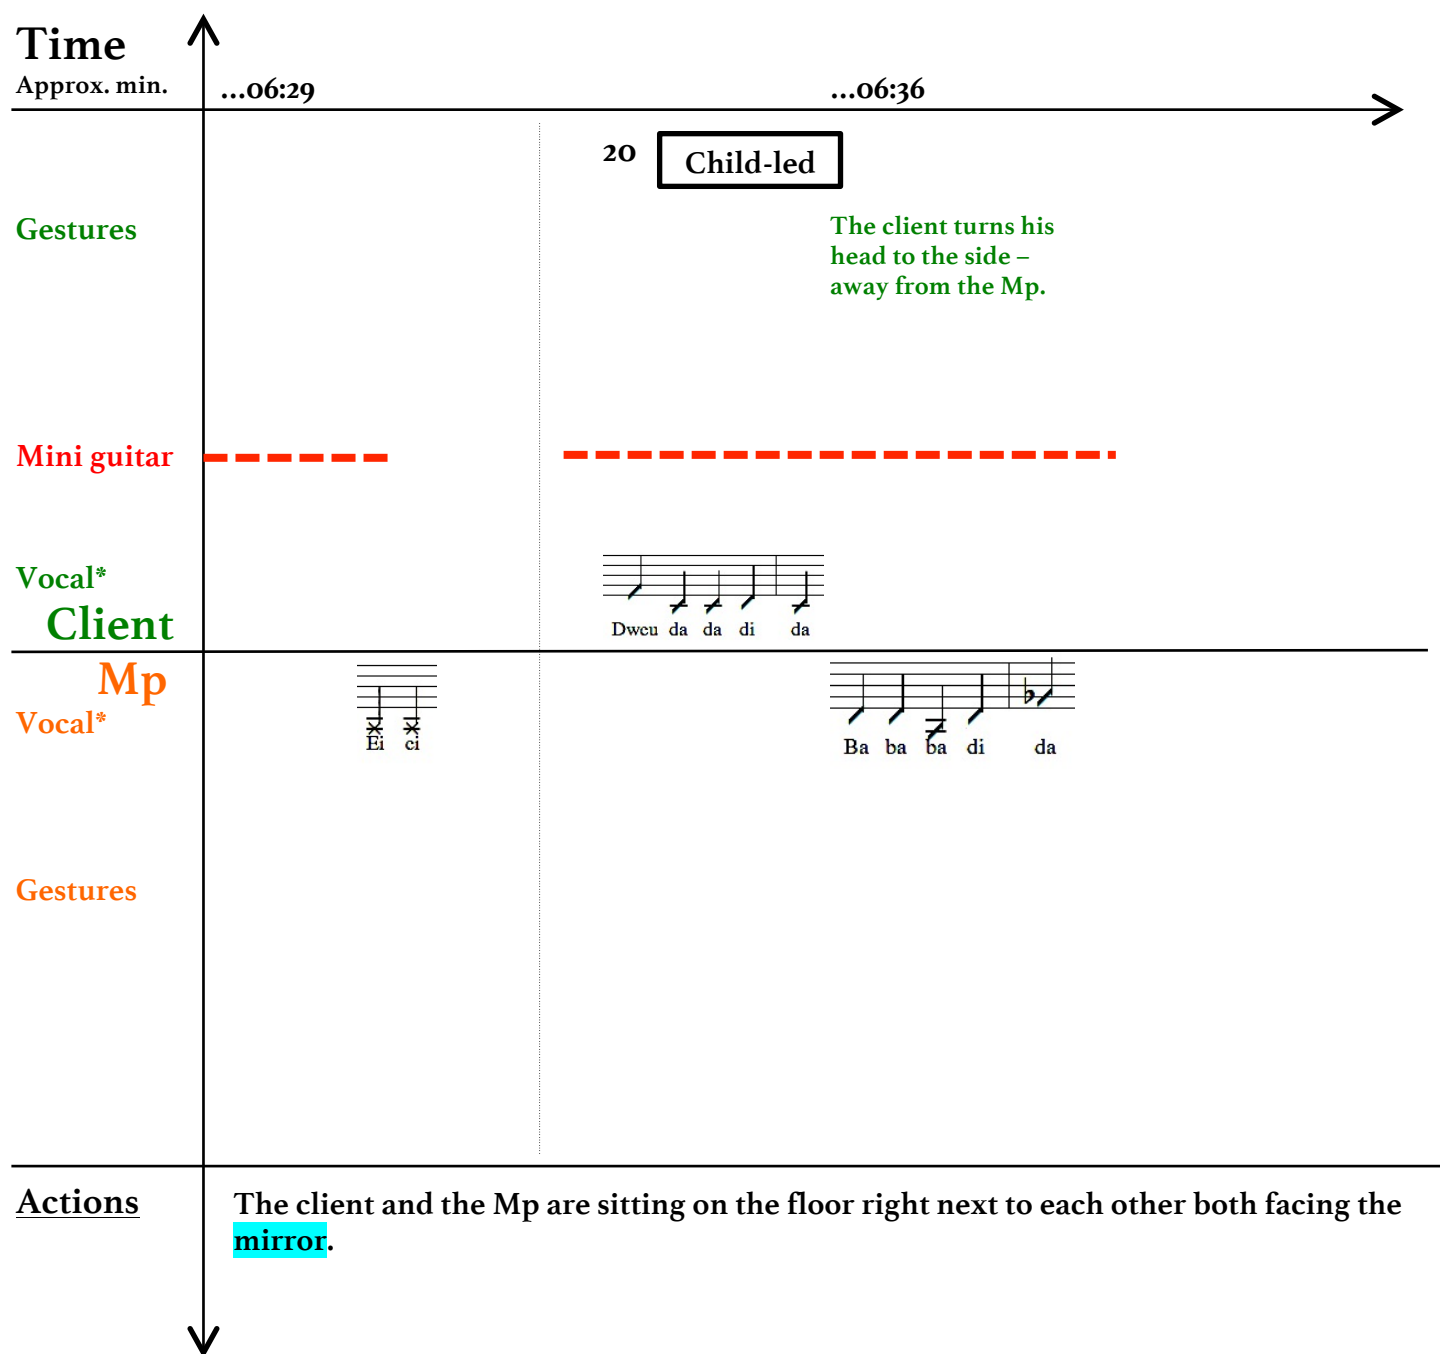 Time
Approx. min.
...06:29
...06:36
20
Child-led
Gestures
The client turns his
head to the side –
away from the Mp.
Mini guitar
Vocal*
Client
Dwcu da da di da
Mp
Vocal*
Ei ci
Ba ba ba di da
Gestures
Actions
The client and the Mp are sitting on the floor right next to each other both facing the
mirror.